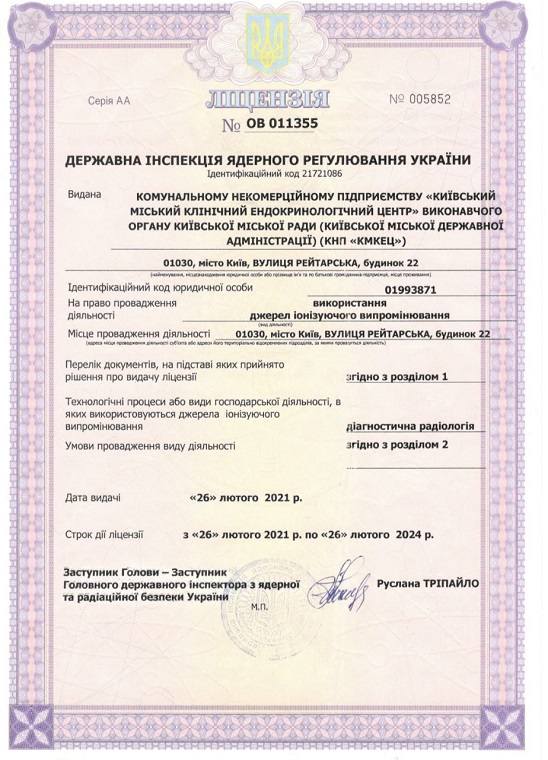 Серія АА
ЛІЦЕНЗІЯ
№ 005852
№ ОВ 011355
ДЕРЖАВНА ІНСПЕКЦІЯ ЯДЕРНОГО РЕГУЛЮВАННЯ УКРАЇНИ
Ідентифікаційний код 21721086
Видана
КОМУНАЛЬНОМУ НЕКОМЕРЦІЙНОМУ ПІДПРИЄМСТВУ «КИЇВСЬКИЙ
МІСЬКИЙ КЛІНІЧНИЙ ЕНДОКРИНОЛОГІЧНИЙ ЦЕНТР» ВИКОНАВЧОГО
ОРГАНУ КИЇВСЬКОЇ МІСЬКОЇ РАДИ (КИЇВСЬКОЇ МІСЬКОЇ ДЕРЖАВНОЇ
АДМІНІСТРАЦІЇ) (КНП «КМКЕЦ»)
01030, місто Київ, ВУЛИЦЯ РЕЙТАРСЬКА, будинок 22
(найменування, місцезнаходження юридичної особи або прізвище ім'я та по батькові громадянина-підприємця, місце проживання)
Ідентифікаційний код юридичної особи 01993871
На право провадження використання
діяльності джерел іонізуючого випромінювання
(вид діяльності)
Місце провадження діяльності 01030, місто Київ, ВУЛИЦЯ РЕЙТАРСЬКА, будинок 22
(адреса місця провадження діяльності суб'єкта або адреси його територіально відокремлених підрозділів, за якими провадиться діяльність)
Перелік документів, на підставі яких прийнято
рішення про видачу ліцензії згідно з розділом 1
Технологічні процеси або види господарської діяльності, в
яких використовуються джерела іонізуючого
випромінювання діагностична радіологія
Умови провадження виду діяльності згідно з розділом 2
Дата видачі «26» лютого 2021 р.
Строк дії ліцензії з «26» лютого 2021 р. по «26» лютого 2024 р.
Заступник Голови – Заступник
Головного державного інспектора з ядерної
та радіаційної безпеки України
Руслана ТРІПАЙЛО
М.П.